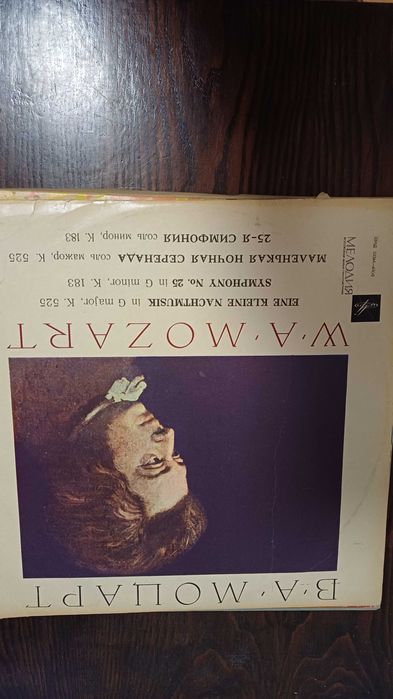 В·А·МОЦАРТ
W·A·MOZART
EINE KLEINE NACHTMUSIK in G major, K. 525
SYMPHONY No. 25 in G minor, K. 183
МАЛЕНЬКАЯ НОЧНАЯ СЕРЕНАДА соль мажор, К. 525
25-Я СИМФОНИЯ соль минор, К. 183
МЕЛОДИЯ